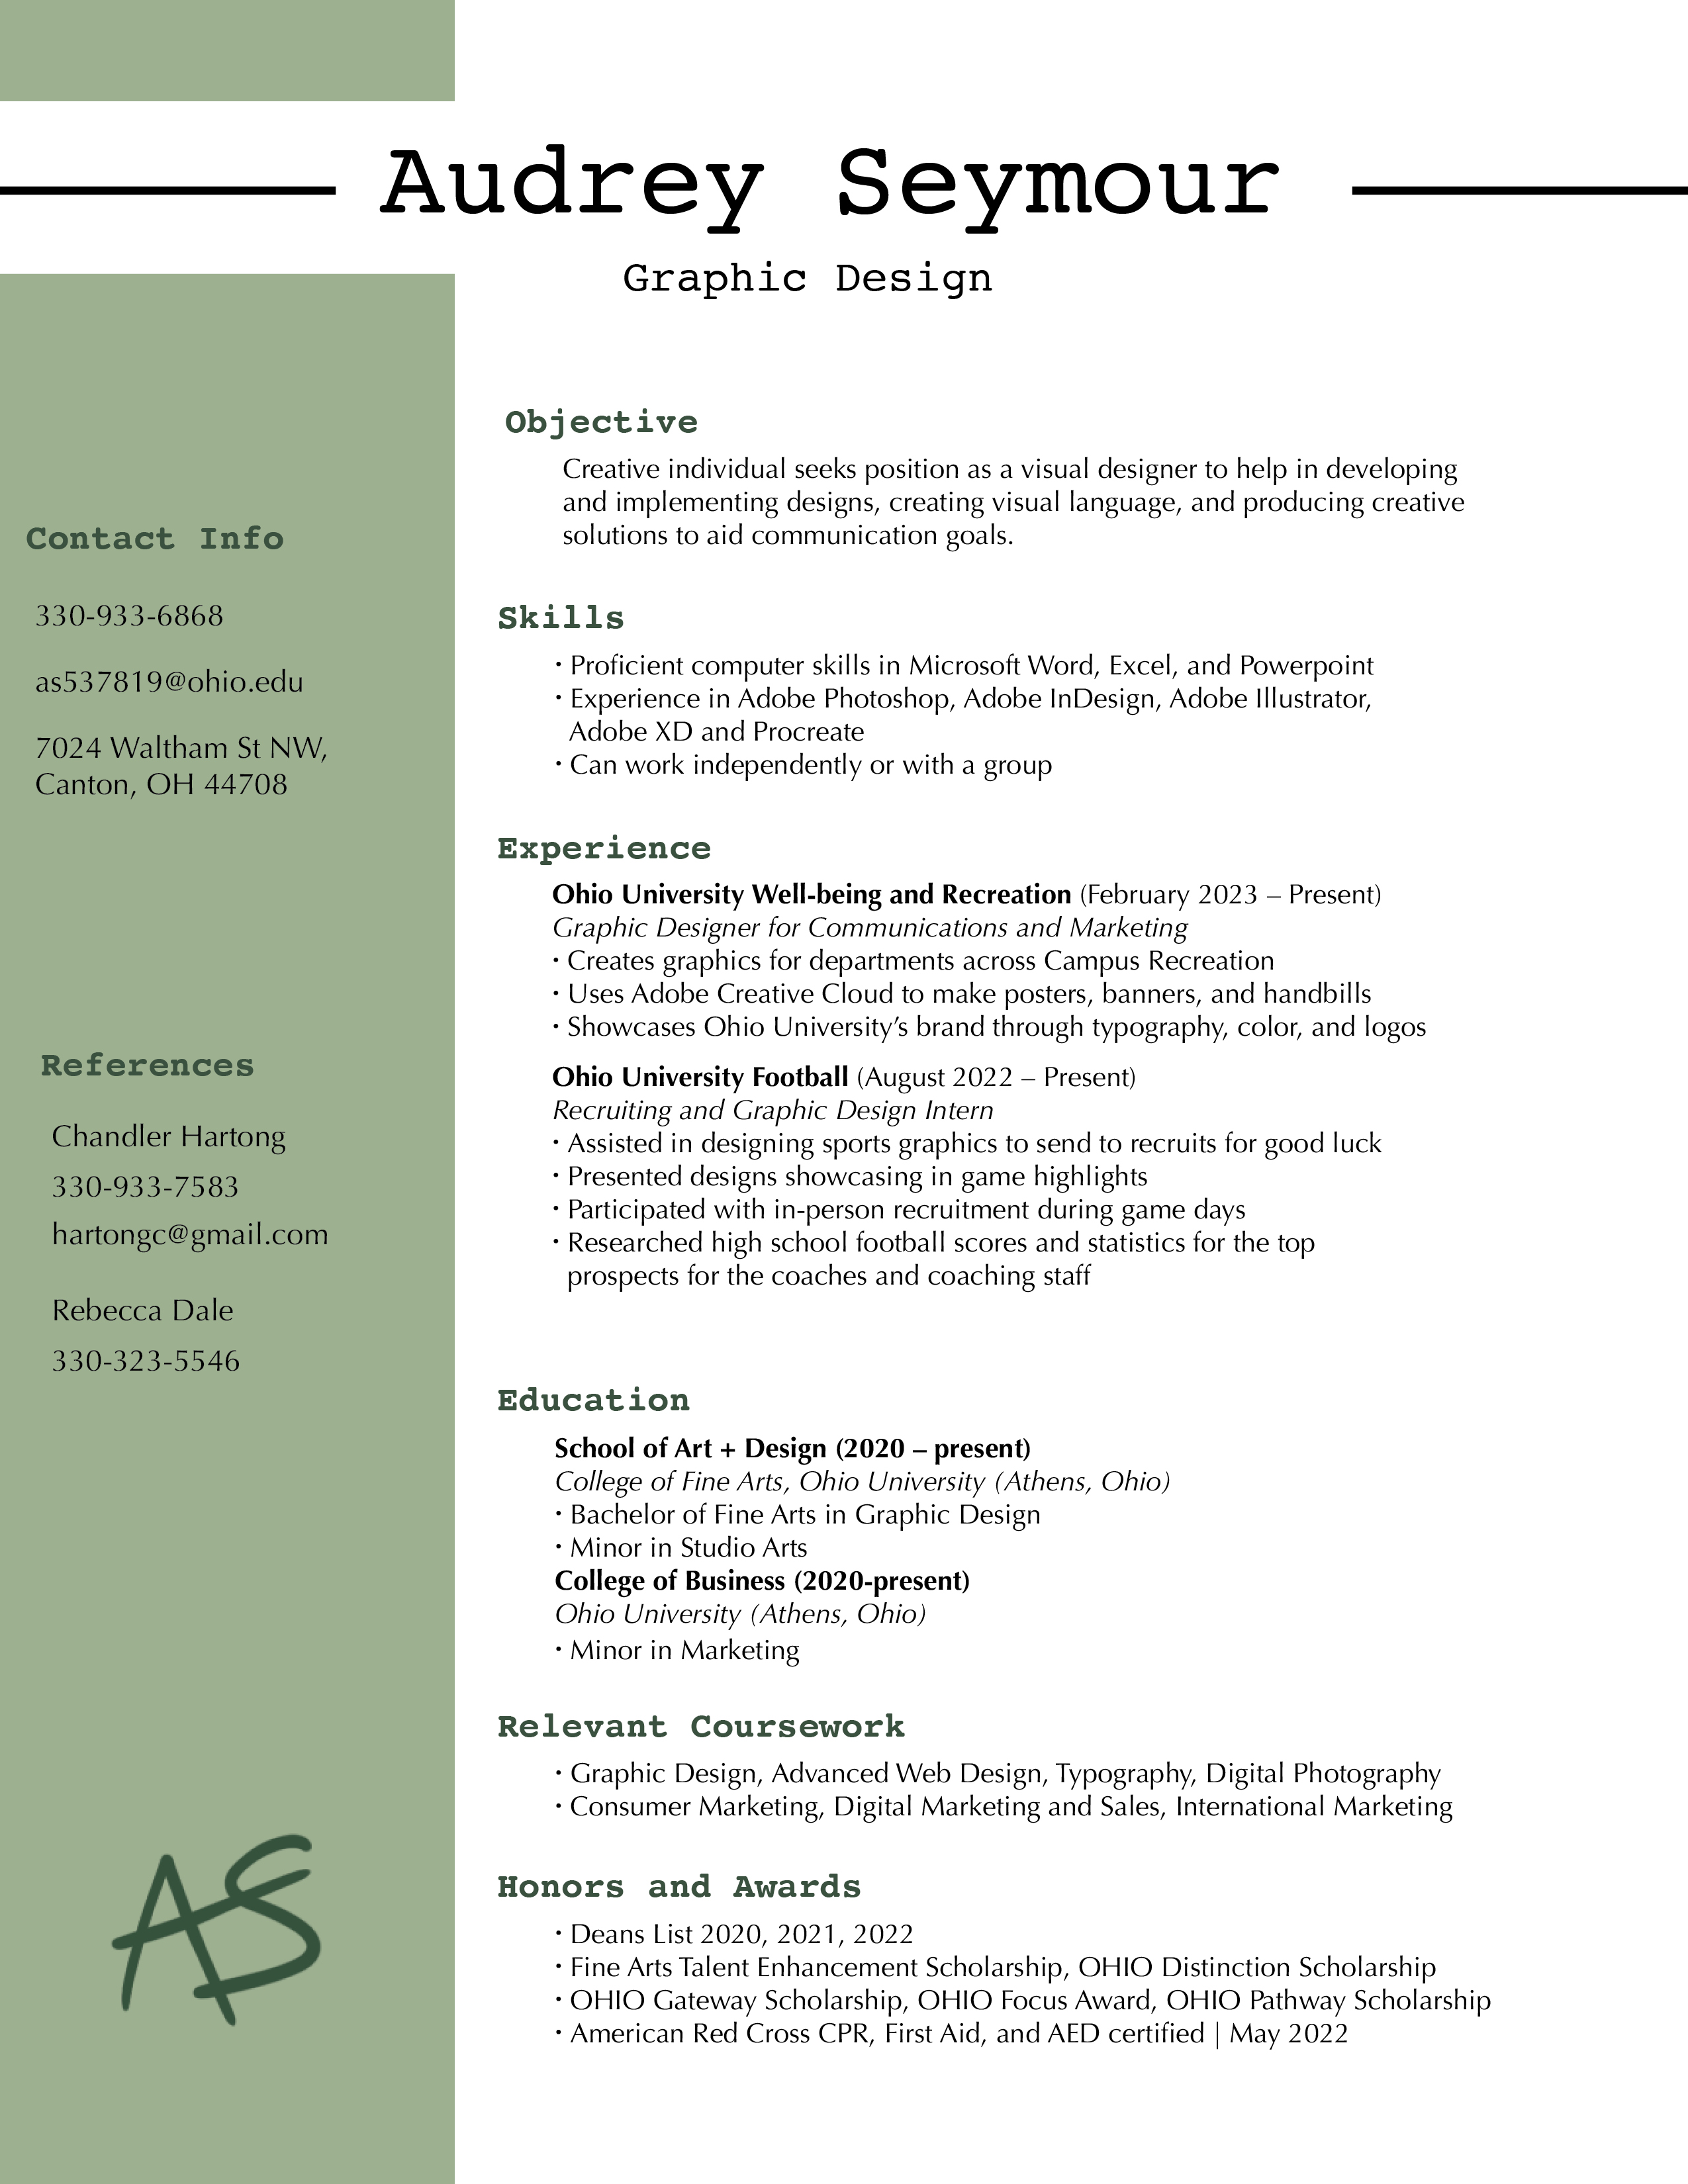 Audrey Seymour
Graphic Design
Contact Info
330-933-6868
as537819@ohio.edu
7024 Waltham St NW,
Canton, OH 44708
References
Chandler Hartong
330-933-7583
hartongc@gmail.com
Rebecca Dale
330-323-5546
AS
Objective
Creative individual seeks position as a visual designer to help in developing
and implementing designs, creating visual language, and producing creative
solutions to aid communication goals.
Skills
· Proficient computer skills in Microsoft Word, Excel, and Powerpoint
· Experience in Adobe Photoshop, Adobe InDesign, Adobe Illustrator,
Adobe XD and Procreate
· Can work independently or with a group
Experience
Ohio University Well-being and Recreation (February 2023 – Present)
Graphic Designer for Communications and Marketing
· Creates graphics for departments across Campus Recreation
· Uses Adobe Creative Cloud to make posters, banners, and handbills
· Showcases Ohio University’s brand through typography, color, and logos
Ohio University Football (August 2022 – Present)
Recruiting and Graphic Design Intern
· Assisted in designing sports graphics to send to recruits for good luck
· Presented designs showcasing in game highlights
· Participated with in-person recruitment during game days
· Researched high school football scores and statistics for the top
prospects for the coaches and coaching staff
Education
School of Art + Design (2020 – present)
College of Fine Arts, Ohio University (Athens, Ohio)
· Bachelor of Fine Arts in Graphic Design
· Minor in Studio Arts
College of Business (2020-present)
Ohio University (Athens, Ohio)
· Minor in Marketing
Relevant Coursework
· Graphic Design, Advanced Web Design, Typography, Digital Photography
· Consumer Marketing, Digital Marketing and Sales, International Marketing
Honors and Awards
· Deans List 2020, 2021, 2022
· Fine Arts Talent Enhancement Scholarship, OHIO Distinction Scholarship
· OHIO Gateway Scholarship, OHIO Focus Award, OHIO Pathway Scholarship
· American Red Cross CPR, First Aid, and AED certified | May 2022